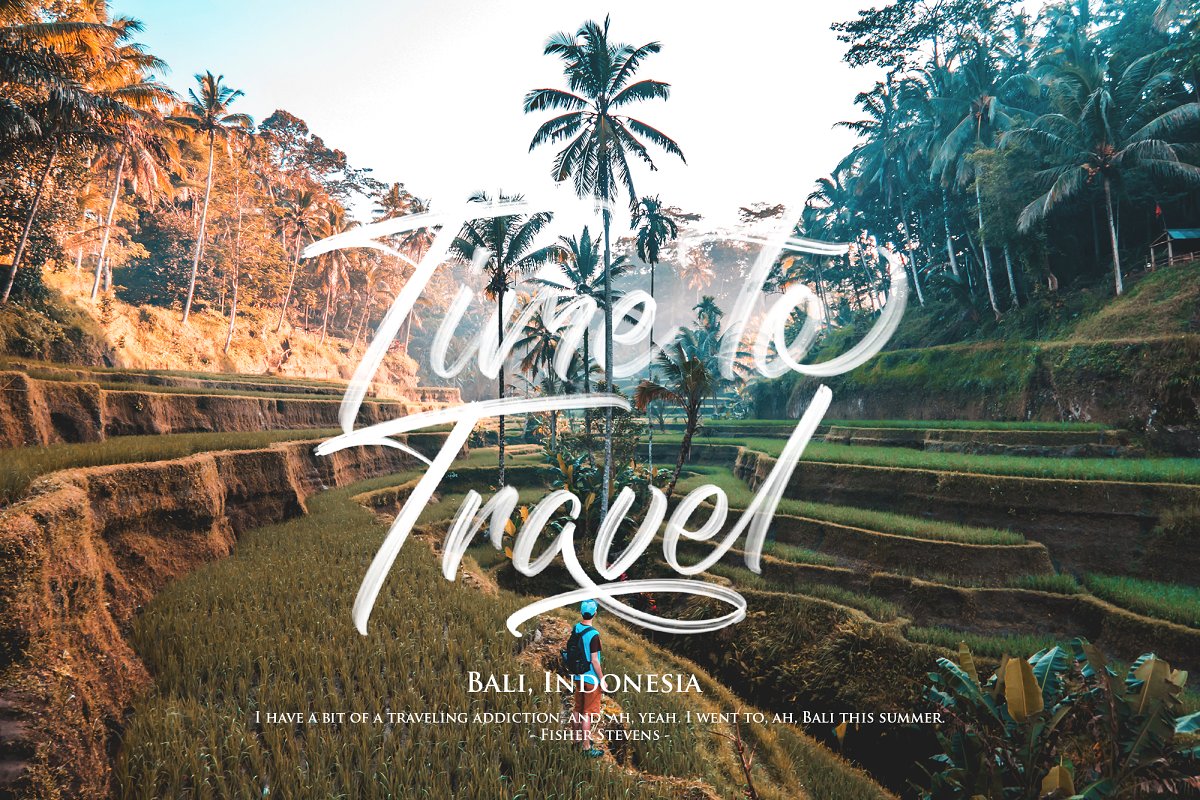 Time to
Travel
Bali, Indonesia
I have a bit of a traveling addiction, and, ah, yeah. I went to, ah, Bali this summer.
- Fisher Stevens -